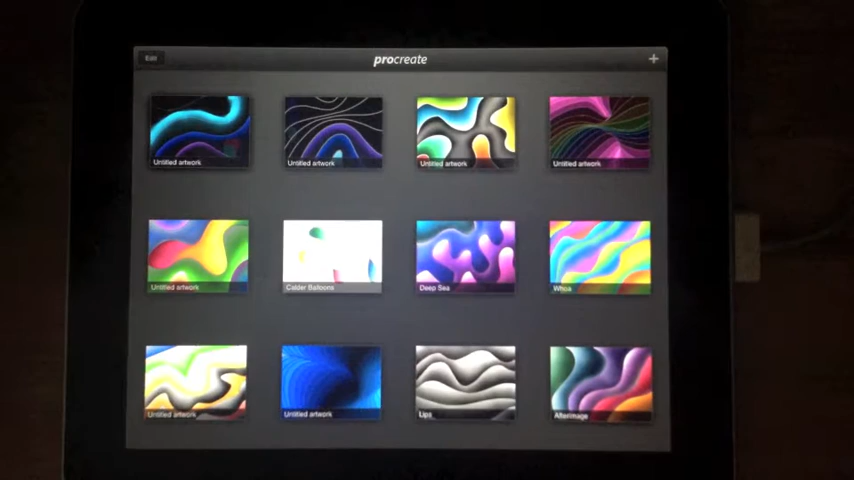 Edit
procreate
Untitled artwork
Untitled artwork
Untitled artwork
Untitled artwork
Untitled artwork
Calder Balloons
Deep Sea
Whoa
Untitled artwork
Untitled artwork
Lips
Afterimage